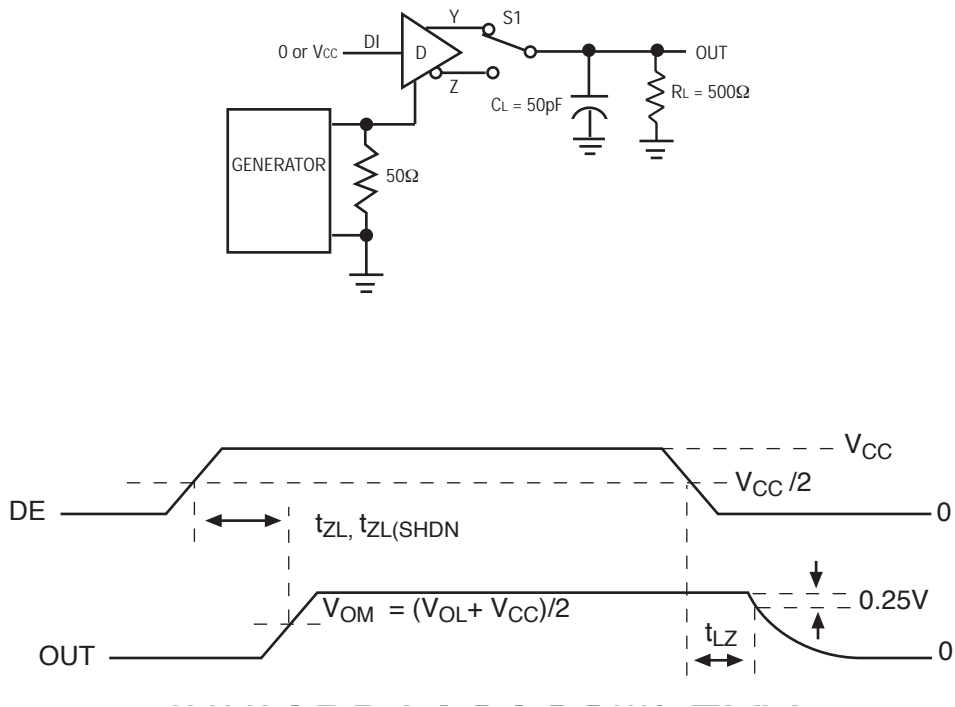 Y S1
0 or VCC DI D OUT
Z
CL = 50pF RL = 500Ω
GENERATOR 50Ω
VCC
VCC /2
DE 0
tZL, tZL(SHDN
VOM = (VOL+ VCC)/2 0.25V
tLZ
OUT 0